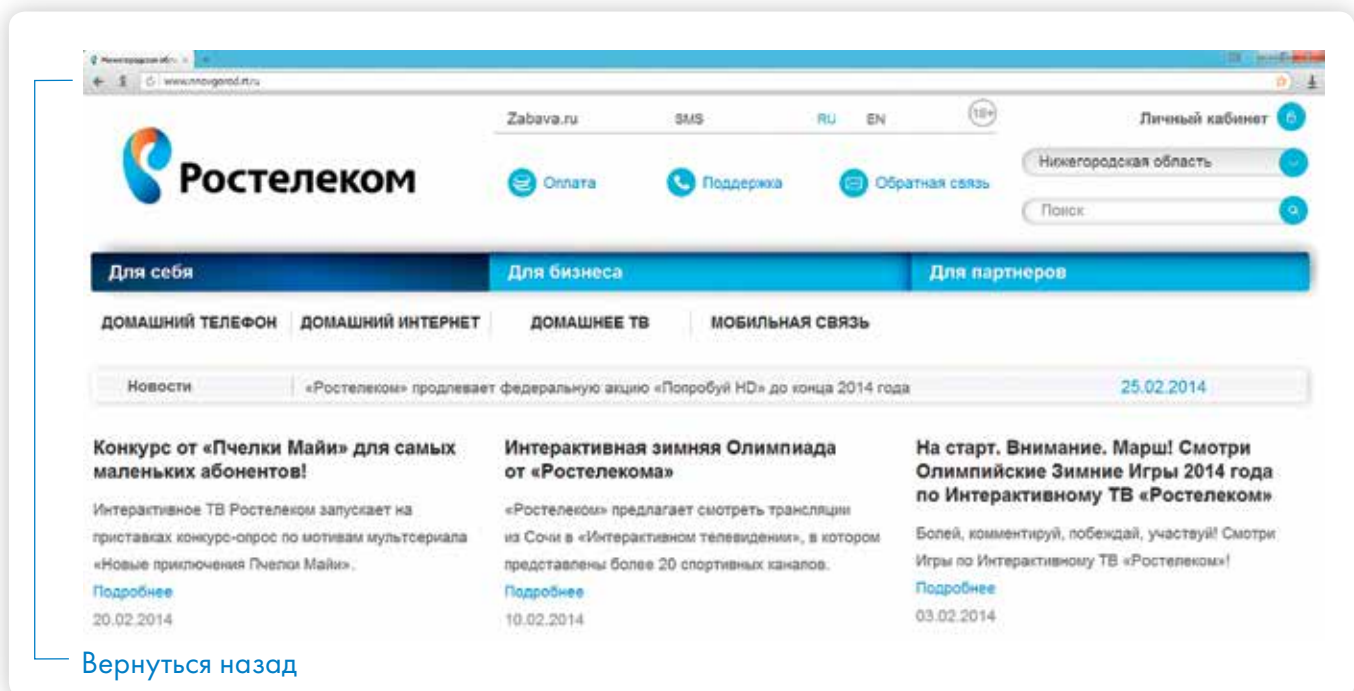 Нижегородская обл
www.nnovgorod.rt.ru
Zabava.ru SMS RU EN 18+ Личный кабинет
Ростелеком
Оплата Поддержка Обратная связь
Нижегородская область
Поиск
Для себя Для бизнеса Для партнеров
ДОМАШНИЙ ТЕЛЕФОН ДОМАШНИЙ ИНТЕРНЕТ ДОМАШНЕЕ ТВ МОБИЛЬНАЯ СВЯЗЬ
Новости «Ростелеком» продлевает федеральную акцию «Попробуй HD» до конца 2014 года 25.02.2014
Конкурс от «Пчелки Майи» для самых
маленьких абонентов!
Интерактивное ТВ Ростелеком запускает на
приставках конкурс-опрос по мотивам мультсериала
«Новые приключения Пчелки Майи».
Подробнее
20.02.2014
Интерактивная зимняя Олимпиада
от «Ростелекома»
«Ростелеком» предлагает смотреть трансляции
из Сочи в «Интерактивном телевидении», в котором
представлены более 20 спортивных каналов.
Подробнее
10.02.2014
На старт. Внимание. Марш! Смотри
Олимпийские Зимние Игры 2014 года
по Интерактивному ТВ «Ростелеком»
Болей, комментируй, побеждай, участвуй! Смотри
Игры по Интерактивному ТВ «Ростелеком»!
Подробнее
03.02.2014
Вернуться назад